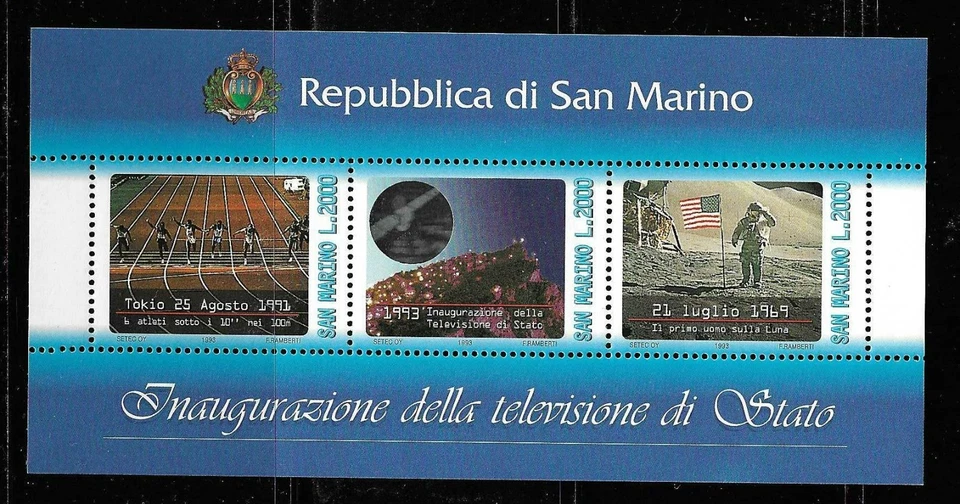 Repubblica di San Marino
LIBERTAS
Tokio 25 Agosto 1991
6 atleti sotto i 10'' nei 100m
SAN MARINO L.2000
SETEC OY 1993 F.RAMBERTI
1993 Inaugurazione della
Televisione di Stato
SAN MARINO L.2000
SETEC OY 1993 F.RAMBERTI
21 luglio 1969
Il primo uomo sulla Luna
SAN MARINO L.2000
SETEC OY 1993 F.RAMBERTI
Inaugurazione della televisione di Stato